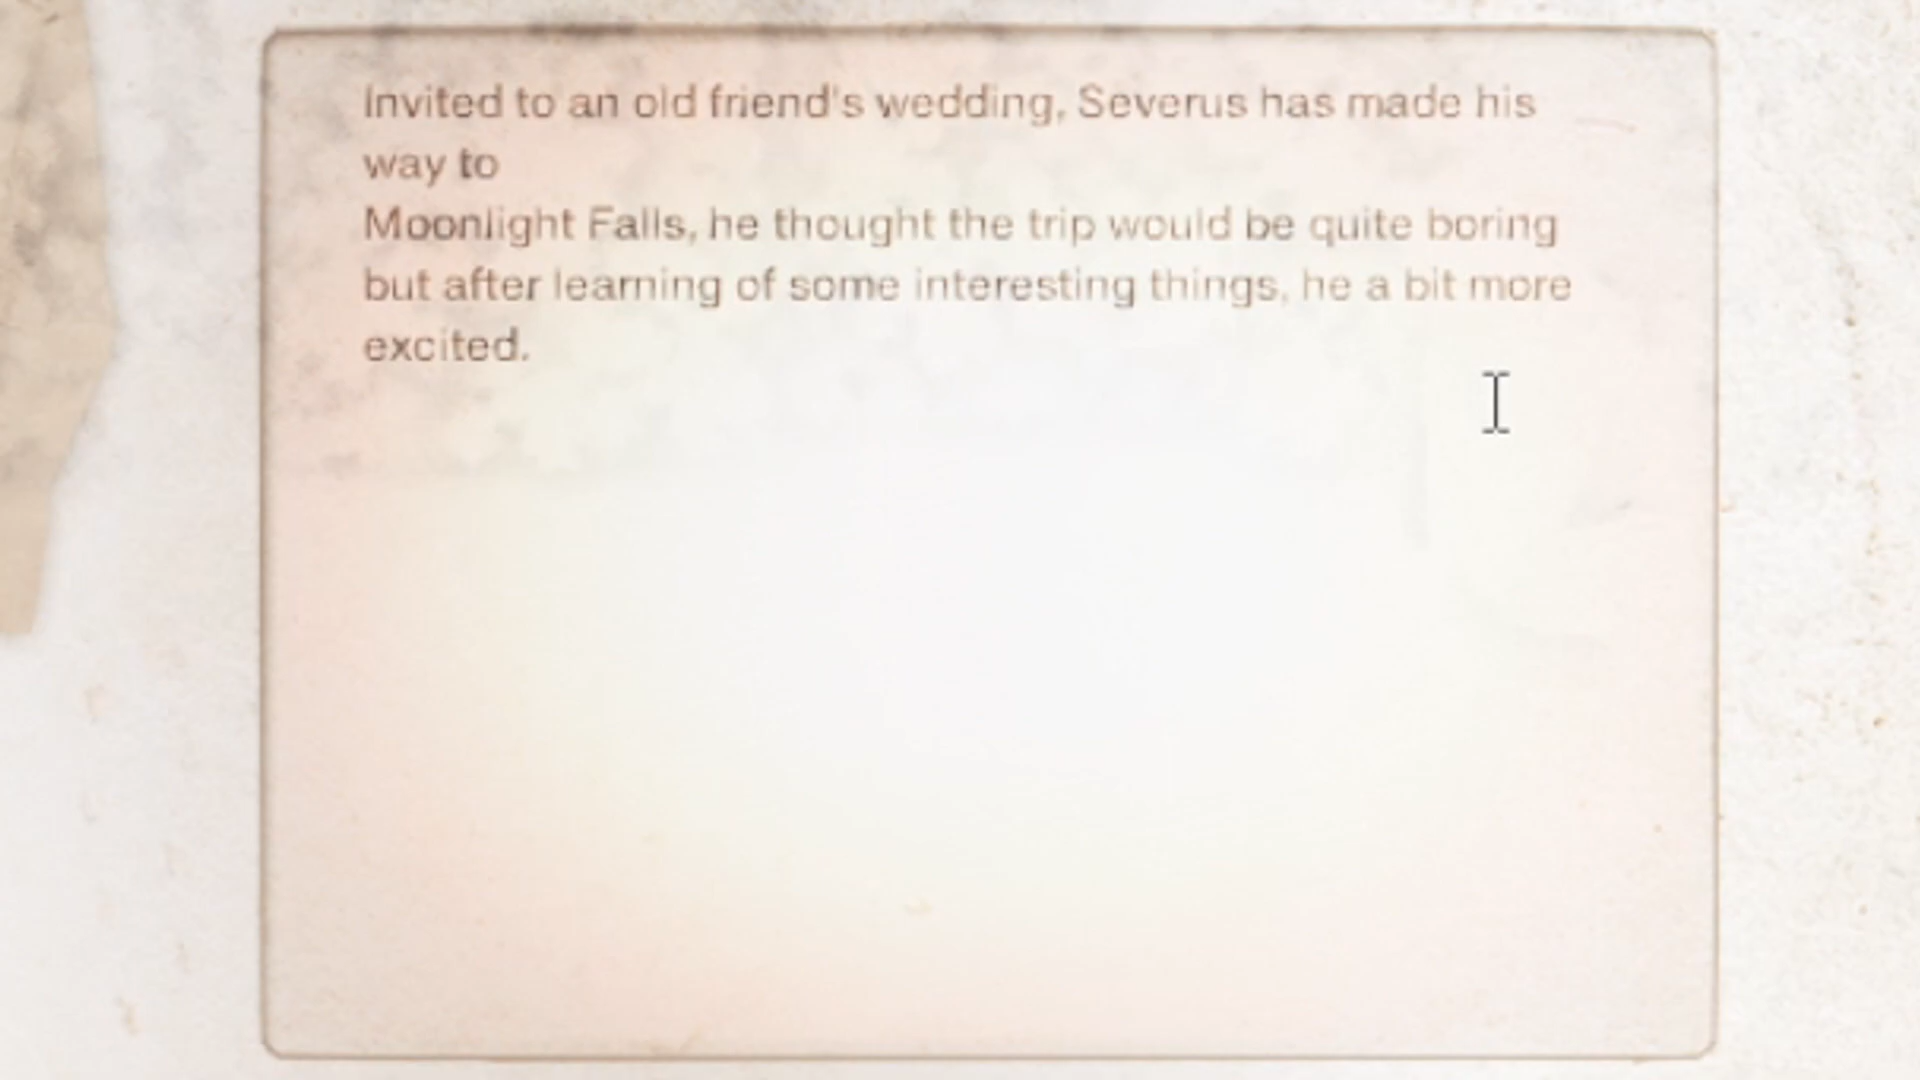 Invited to an old friend's wedding, Severus has made his
way to
Moonlight Falls, he thought the trip would be quite boring
but after learning of some interesting things, he a bit more
excited.